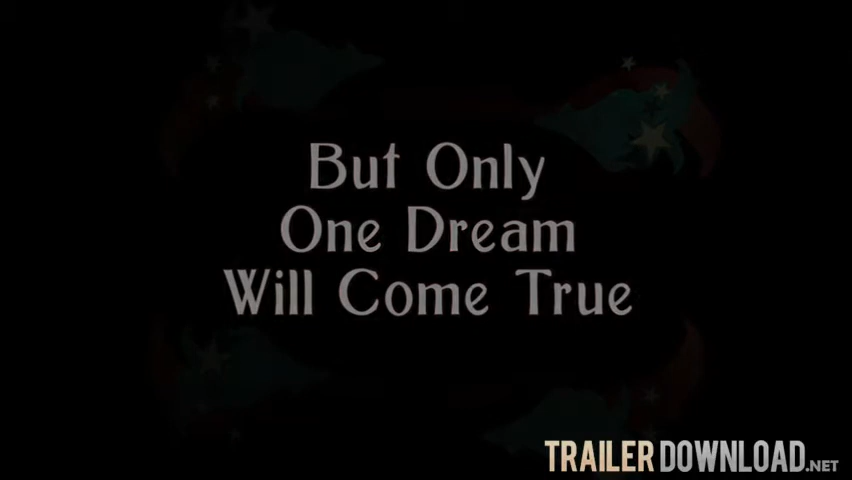 But Only
One Dream
Will Come True
TRAILERDOWNLOAD.NET